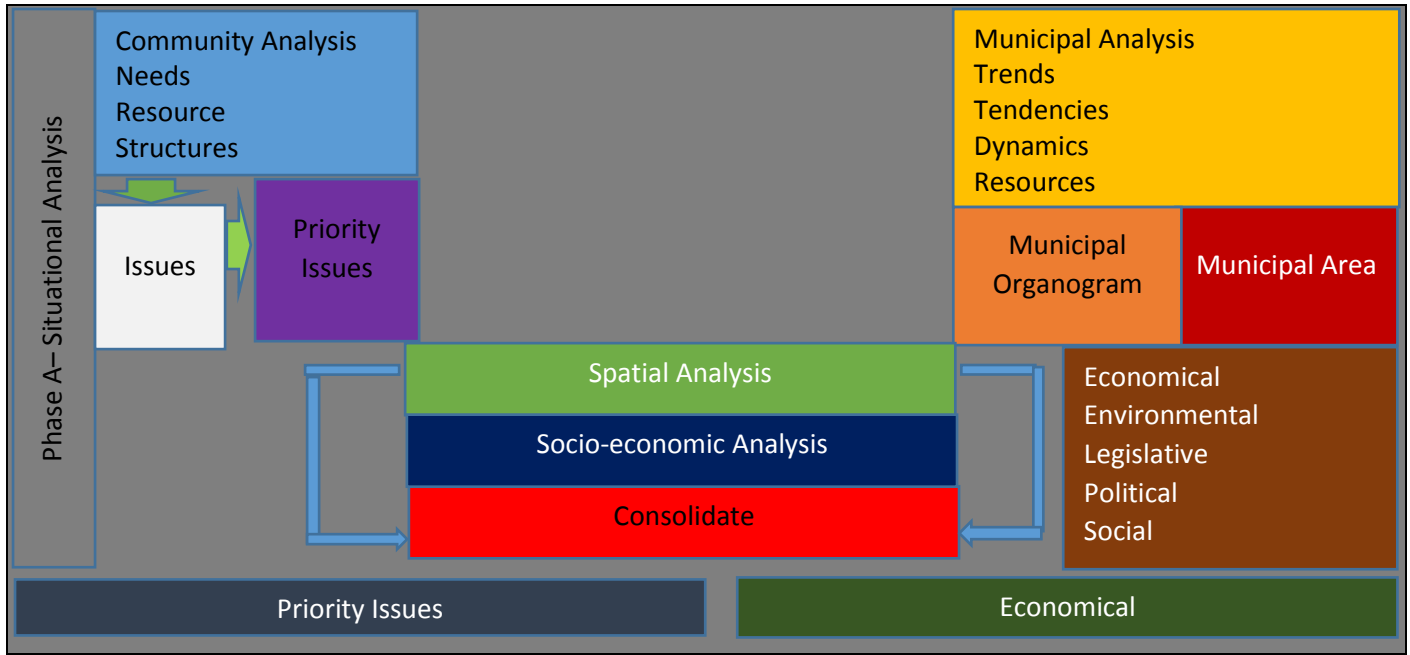 Phase A– Situational Analysis
Community Analysis
Needs
Resource
Structures
Issues
Priority
Issues
Municipal Analysis
Trends
Tendencies
Dynamics
Resources
Municipal
Organogram
Municipal Area
Spatial Analysis
Socio-economic Analysis
Consolidate
Economical
Environmental
Legislative
Political
Social
Priority Issues
Economical